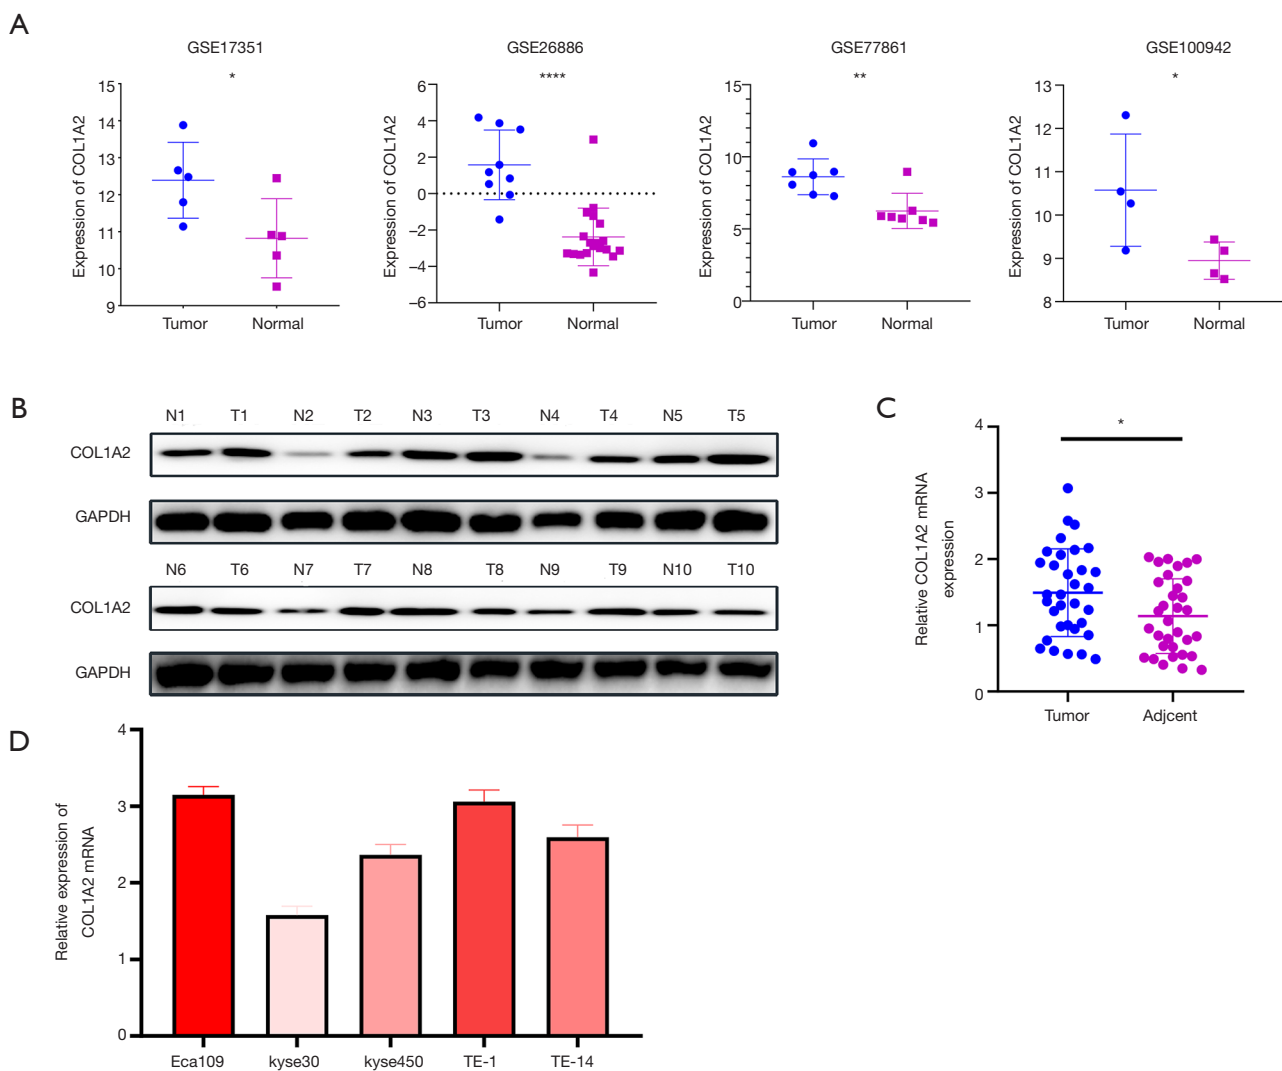 A
GSE17351
GSE26886
GSE77861
GSE100942
*
****
**
*
Expression of COL1A2
15
14
13
12
11
10
9
Tumor
Normal
Expression of COL1A2
6
4
2
0
−2
−4
−6
Tumor
Normal
Expression of COL1A2
15
10
5
0
Tumor
Normal
Expression of COL1A2
13
12
11
10
9
8
Tumor
Normal
B
N1 T1 N2 T2 N3 T3 N4 T4 N5 T5
COL1A2
GAPDH
N6 T6 N7 T7 N8 T8 N9 T9 N10 T10
COL1A2
GAPDH
C
*
Relative COL1A2 mRNA
expression
4
3
2
1
0
Tumor
Adjcent
D
Relative expression of
COL1A2 mRNA
4
3
2
1
0
Eca109
kyse30
kyse450
TE-1
TE-14